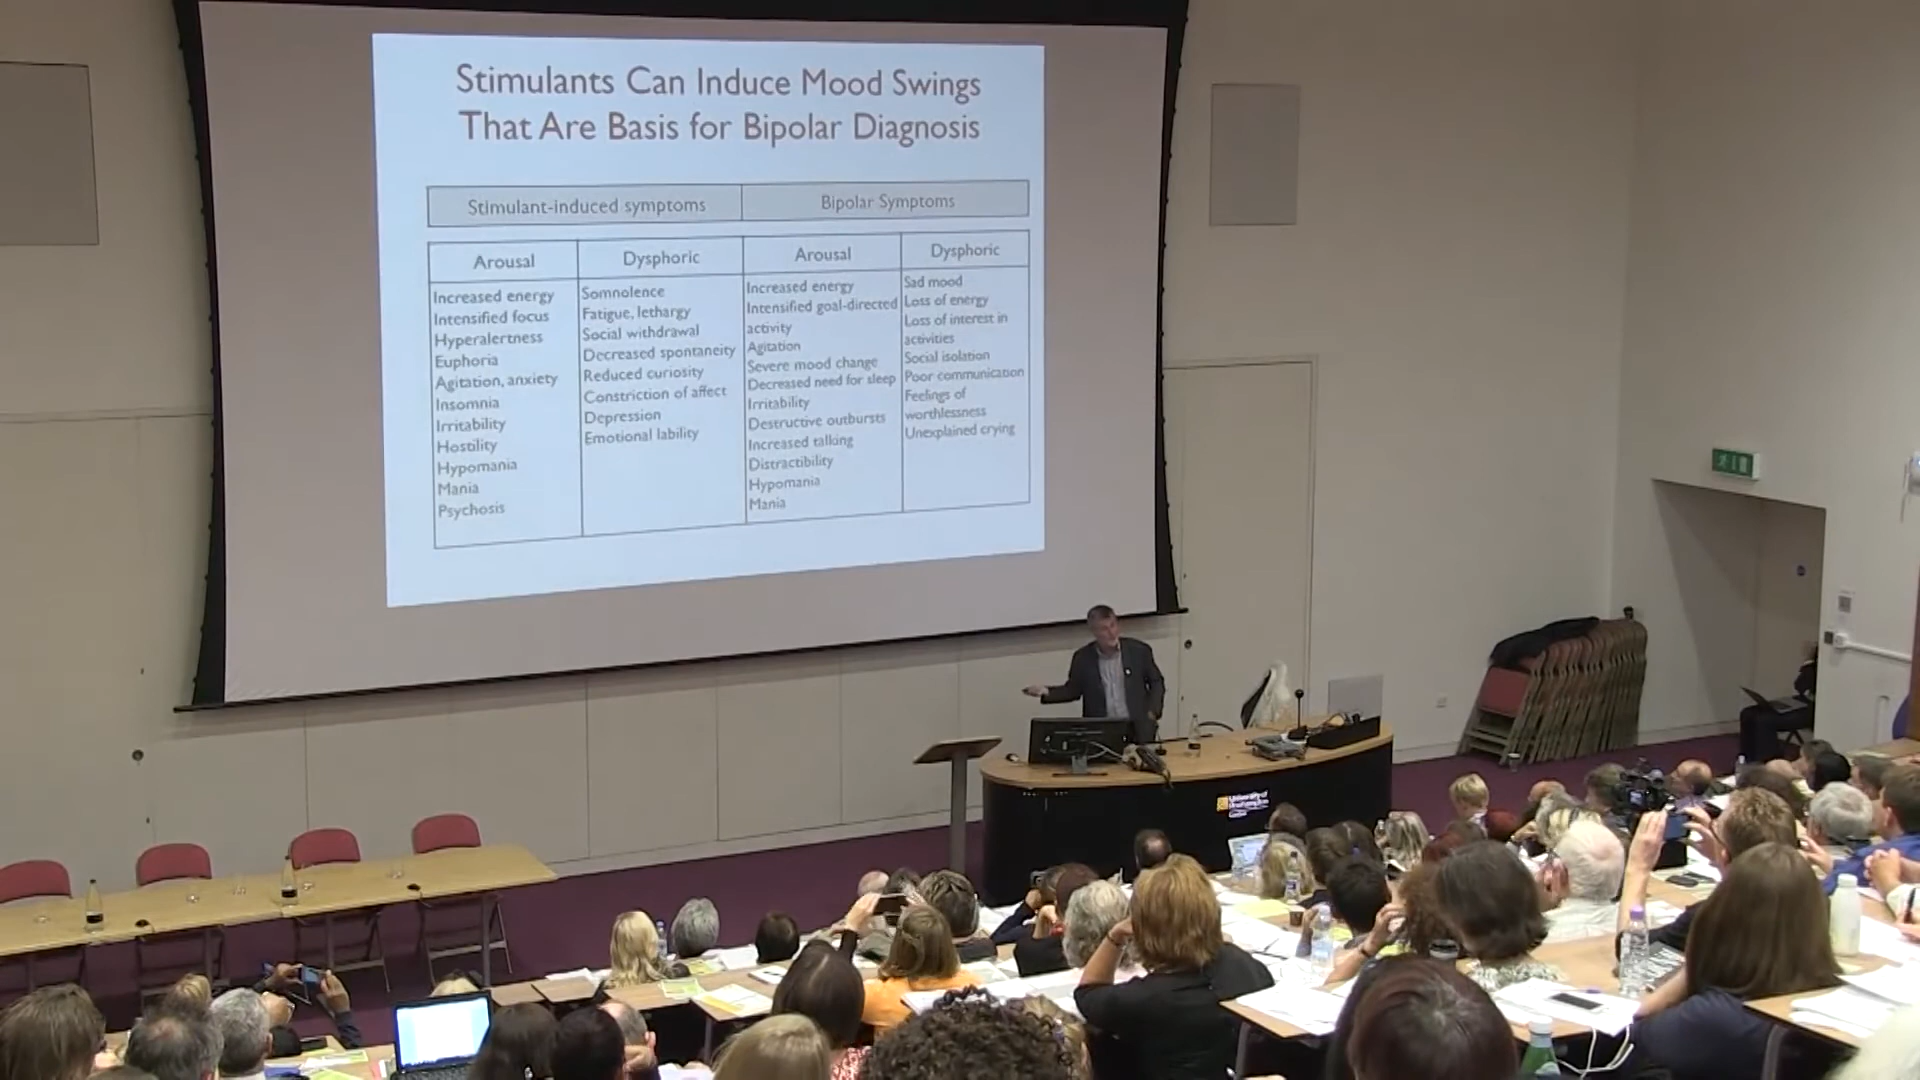 Stimulants Can Induce Mood Swings
That Are Basis for Bipolar Diagnosis
Stimulant-induced symptoms
Bipolar Symptoms
Arousal
Increased energy
Intensified focus
Hyperalertness
Euphoria
Agitation, anxiety
Insomnia
Irritability
Hostility
Hypomania
Mania
Psychosis
Dysphoric
Somnolence
Fatigue, lethargy
Social withdrawal
Decreased spontaneity
Reduced curiosity
Constriction of affect
Depression
Emotional lability
Arousal
Increased energy
Intensified goal-directed
activity
Agitation
Severe mood change
Decreased need for sleep
Irritability
Destructive outbursts
Increased talking
Distractibility
Hypomania
Mania
Dysphoric
Sad mood
Loss of energy
Loss of interest in
activities
Social isolation
Poor communication
Feelings of
worthlessness
Unexplained crying
University of